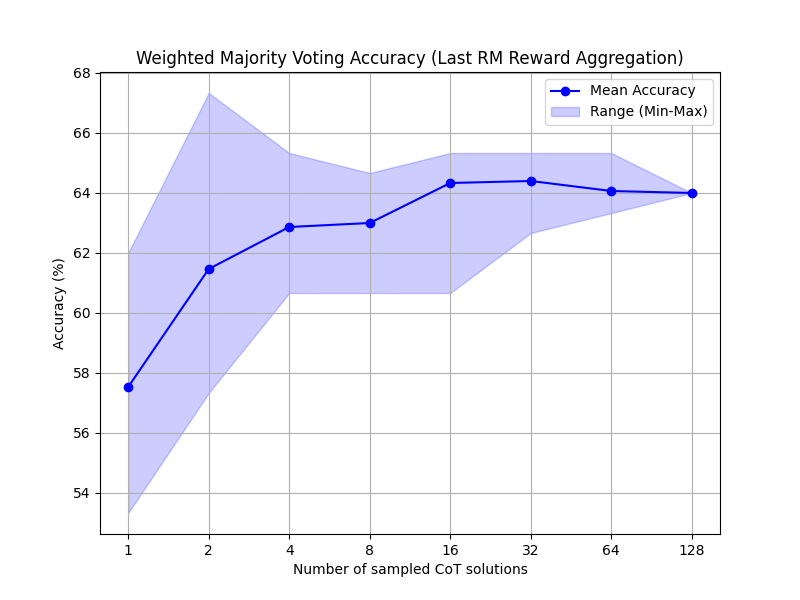 Weighted Majority Voting Accuracy (Last RM Reward Aggregation)
Mean Accuracy
Range (Min-Max)
Accuracy (%)
68
66
64
62
60
58
56
54
1 2 4 8 16 32 64 128
Number of sampled CoT solutions